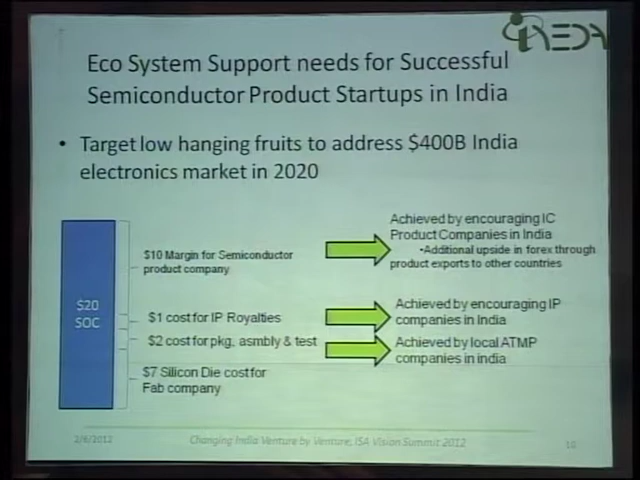 Eco System Support needs for Successful
Semiconductor Product Startups in India
• Target low hanging fruits to address $400B India
electronics market in 2020
$20
SOC
$10 Margin for Semiconductor
product company
Achieved by encouraging IC
Product Companies in India
•Additional upside in forex through
product exports to other countries
$1 cost for IP Royalties
Achieved by encouraging IP
companies in India
$2 cost for pkg, asmbly & test
Achieved by local ATMP
companies in india
$7 Silicon Die cost for
Fab company
2/6/2012
Changing India Venture by Venture, ISA Vision Summit 2012